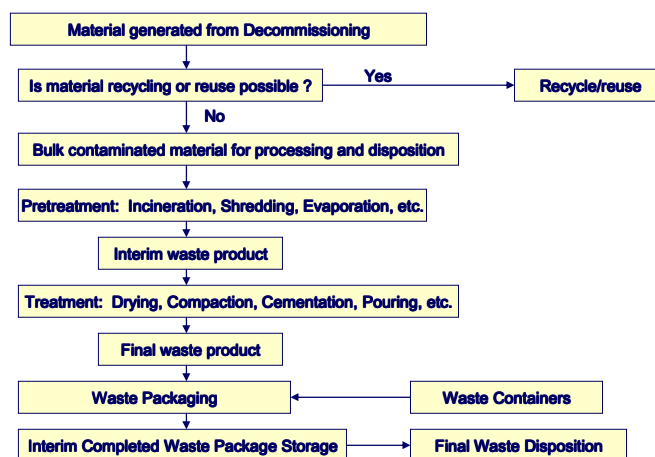 Material generated from Decommissioning
Is material recycling or reuse possible ?
Yes
Recycle/reuse
No
Bulk contaminated material for processing and disposition
Pretreatment: Incineration, Shredding, Evaporation, etc.
Interim waste product
Treatment: Drying, Compaction, Cementation, Pouring, etc.
Final waste product
Waste Packaging
Waste Containers
Interim Completed Waste Package Storage
Final Waste Disposition